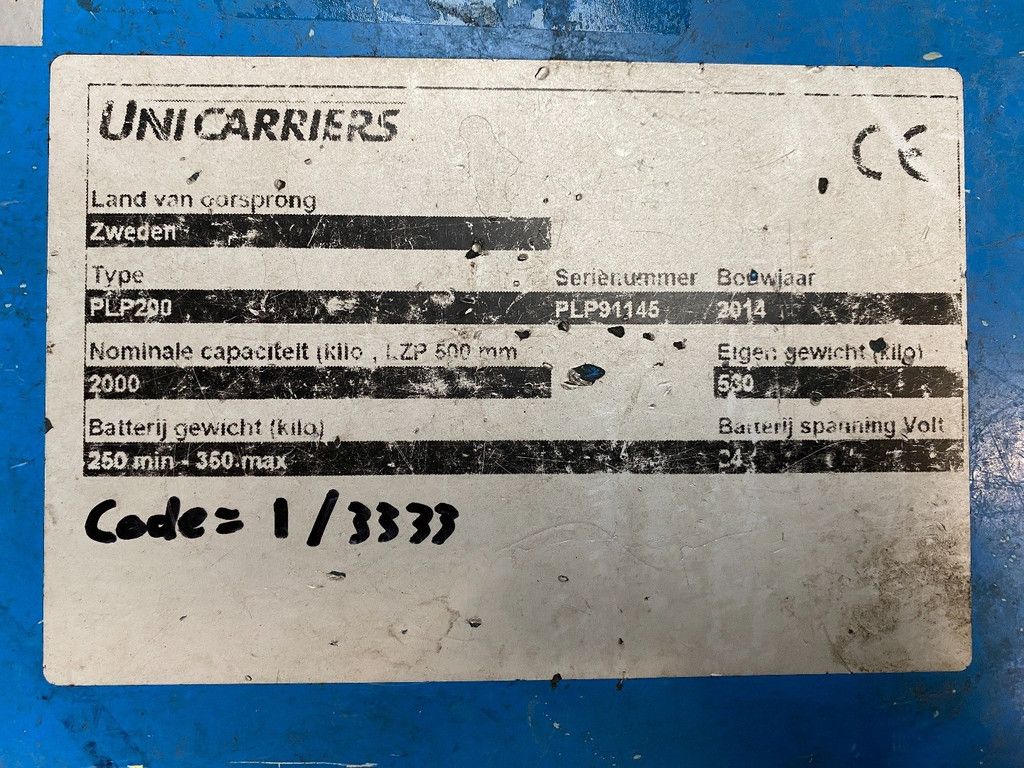 UNICARRIERS
CE
Land van oorsprong
Zweden
Type Serienummer Bouwjaar
PLP200 PLP91145 2014
Nominale capaciteit (kilo), LZP 500 mm Eigen gewicht (kilo)
2000
Batterij gewicht (kilo) Batterij spanning Volt
250 min - 350 max
Code= 1/3333